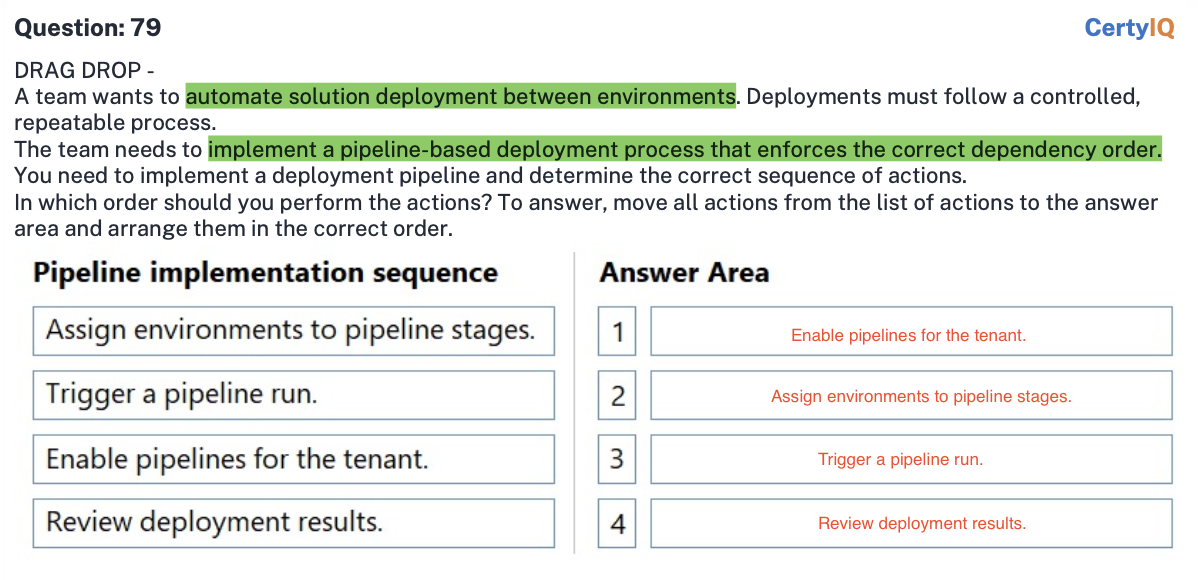 Question: 79
CertyIQ
DRAG DROP -
A team wants to automate solution deployment between environments. Deployments must follow a controlled,
repeatable process.
The team needs to implement a pipeline-based deployment process that enforces the correct dependency order.
You need to implement a deployment pipeline and determine the correct sequence of actions.
In which order should you perform the actions? To answer, move all actions from the list of actions to the answer
area and arrange them in the correct order.
Pipeline implementation sequence
Answer Area
Assign environments to pipeline stages.
1 Enable pipelines for the tenant.
Trigger a pipeline run.
2 Assign environments to pipeline stages.
Enable pipelines for the tenant.
3 Trigger a pipeline run.
Review deployment results.
4 Review deployment results.